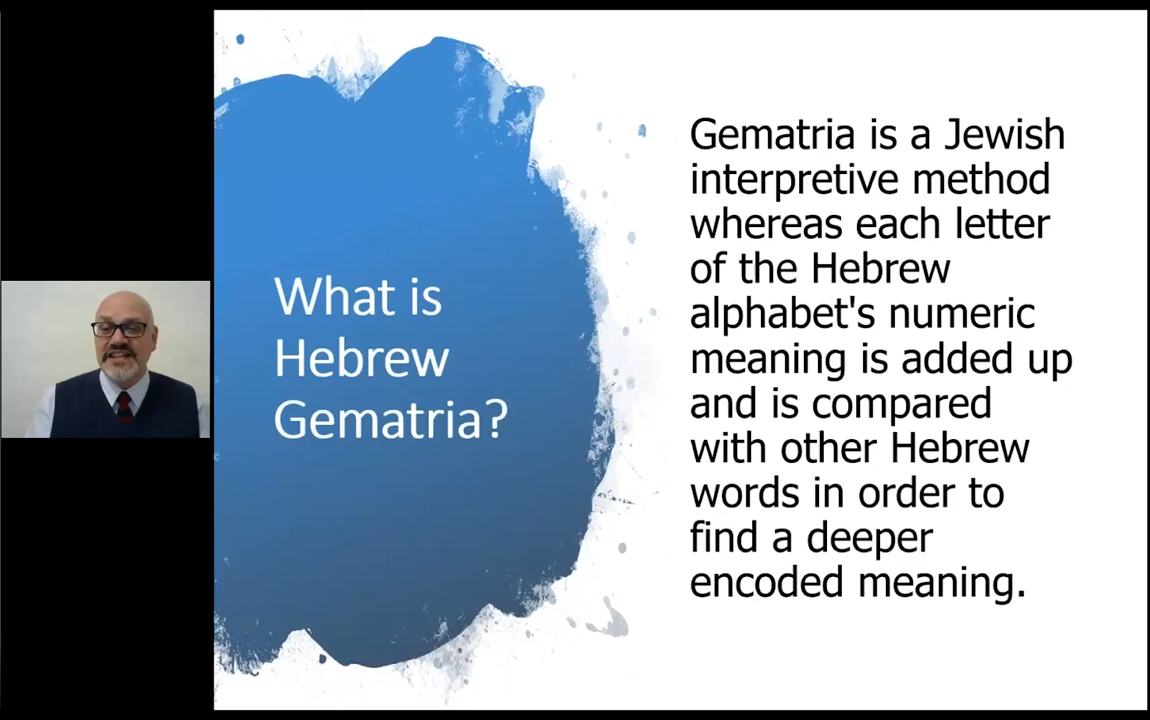 What is
Hebrew
Gematria?
Gematria is a Jewish
interpretive method
whereas each letter
of the Hebrew
alphabet's numeric
meaning is added up
and is compared
with other Hebrew
words in order to
find a deeper
encoded meaning.